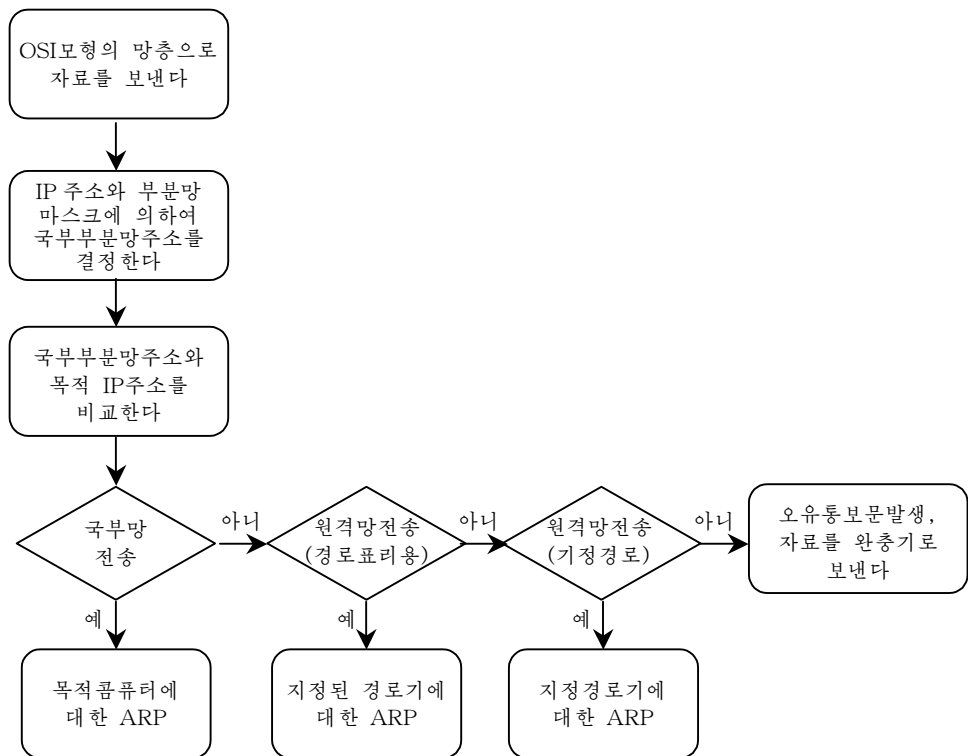 OSI모형의 망층으로
자료를 보낸다
IP 주소와 부분망
마스크에 의하여
국부부분망주소를
결정한다
국부부분망주소와
목적 IP주소를
비교한다
국부망
전송
아니
원격망전송
(경로표리용)
아니
원격망전송
(기정경로)
아니
오유통보문발생,
자료를 완충기로
보낸다
예
예
예
목적콤퓨터에
대한 ARP
지정된 경로기에
대한 ARP
지정경로기에
대한 ARP